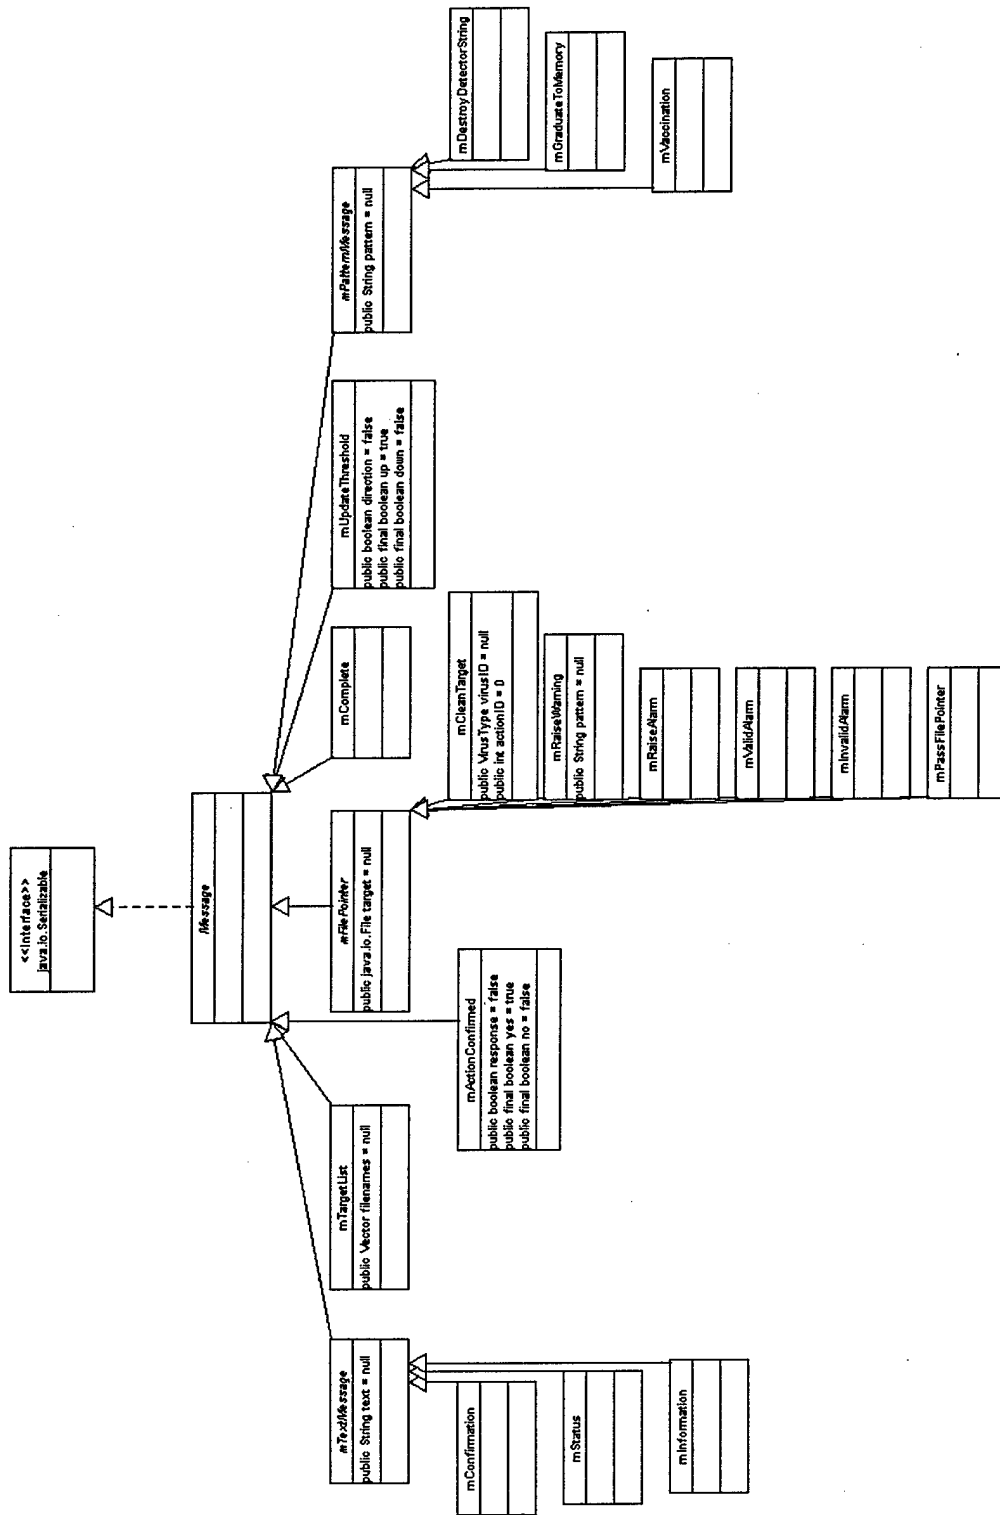 <<Interface>>
java.io.Serializable
Message
mTextMessage
public String text = null
mTargetList
public Vector filenames = null
mFilePointer
public java.io.File target = null
mComplete
mUpdateThreshold
public boolean direction = false
public final boolean up = true
public final boolean down = false
mPatternMessage
public String pattern = null
mConfirmation
mStatus
mInformation
mActionConfirmed
public boolean response = false
public final boolean yes = true
public final boolean no = false
mCleanTarget
public VirusType virusID = null
public int actionID = 0
mRaiseWarning
public String pattern = null
mRaiseAlarm
mValidAlarm
mInvalidAlarm
mPassFilePointer
mDestroyDetectorString
mGraduateToMemory
mVaccination